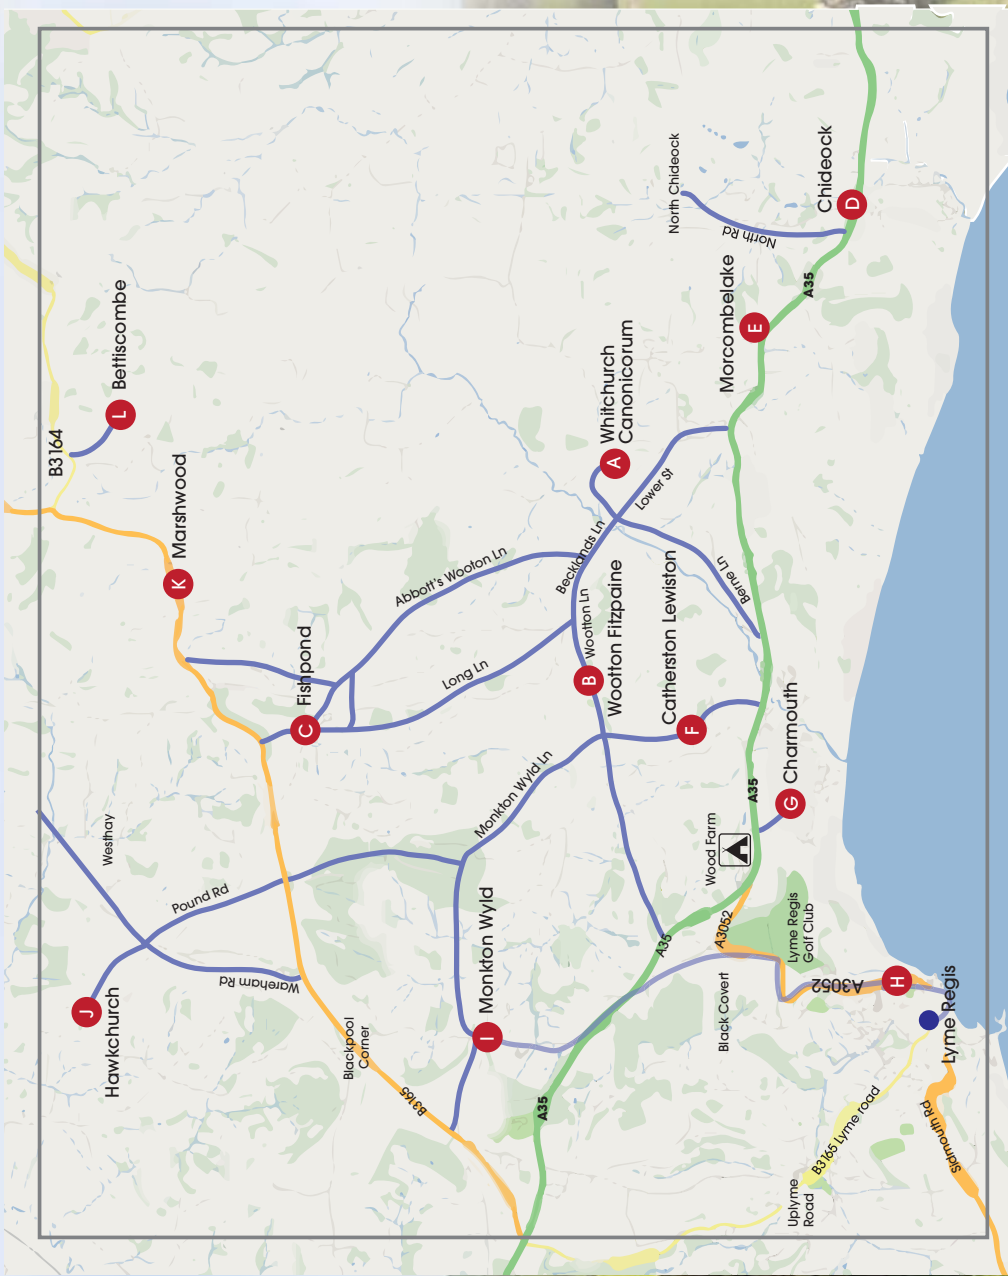 B3164
L
Bettiscombe
K
Marshwood
J
Hawkchurch
Westhay
Pound Rd
Wareham Rd
C
Fishpond
Blackpool
Corner
B3165
Abbott's Wooton Ln
Long Ln
Monkton Wyld Ln
I
Monkton Wyld
A35
Becklands Ln
Wootton Ln
B
Wootton Fitzpaine
A
Whitchurch
Canonicorum
Lower St
Berne Ln
F
Catherston Lewiston
North Chideock
North Rd
D
Chideock
E
Morcombelake
A35
A35
G
Charmouth
Wood Farm
A35
A3052
Lyme Regis
Golf Club
Black Covert
A3052
H
Lyme Regis
B3165 Lyme road
Uplyme
Road
Sidmouth Rd